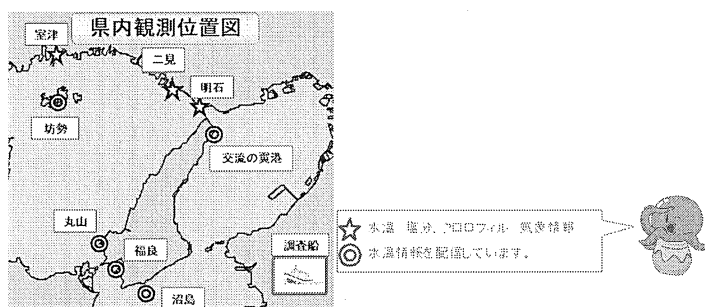 県内観測位置図
室津
二見
明石
坊勢
交流の翼港
丸山
福良
調査船
沼島
水温 塩分、クロロフィル 気象情報
水温情報を配信しています。